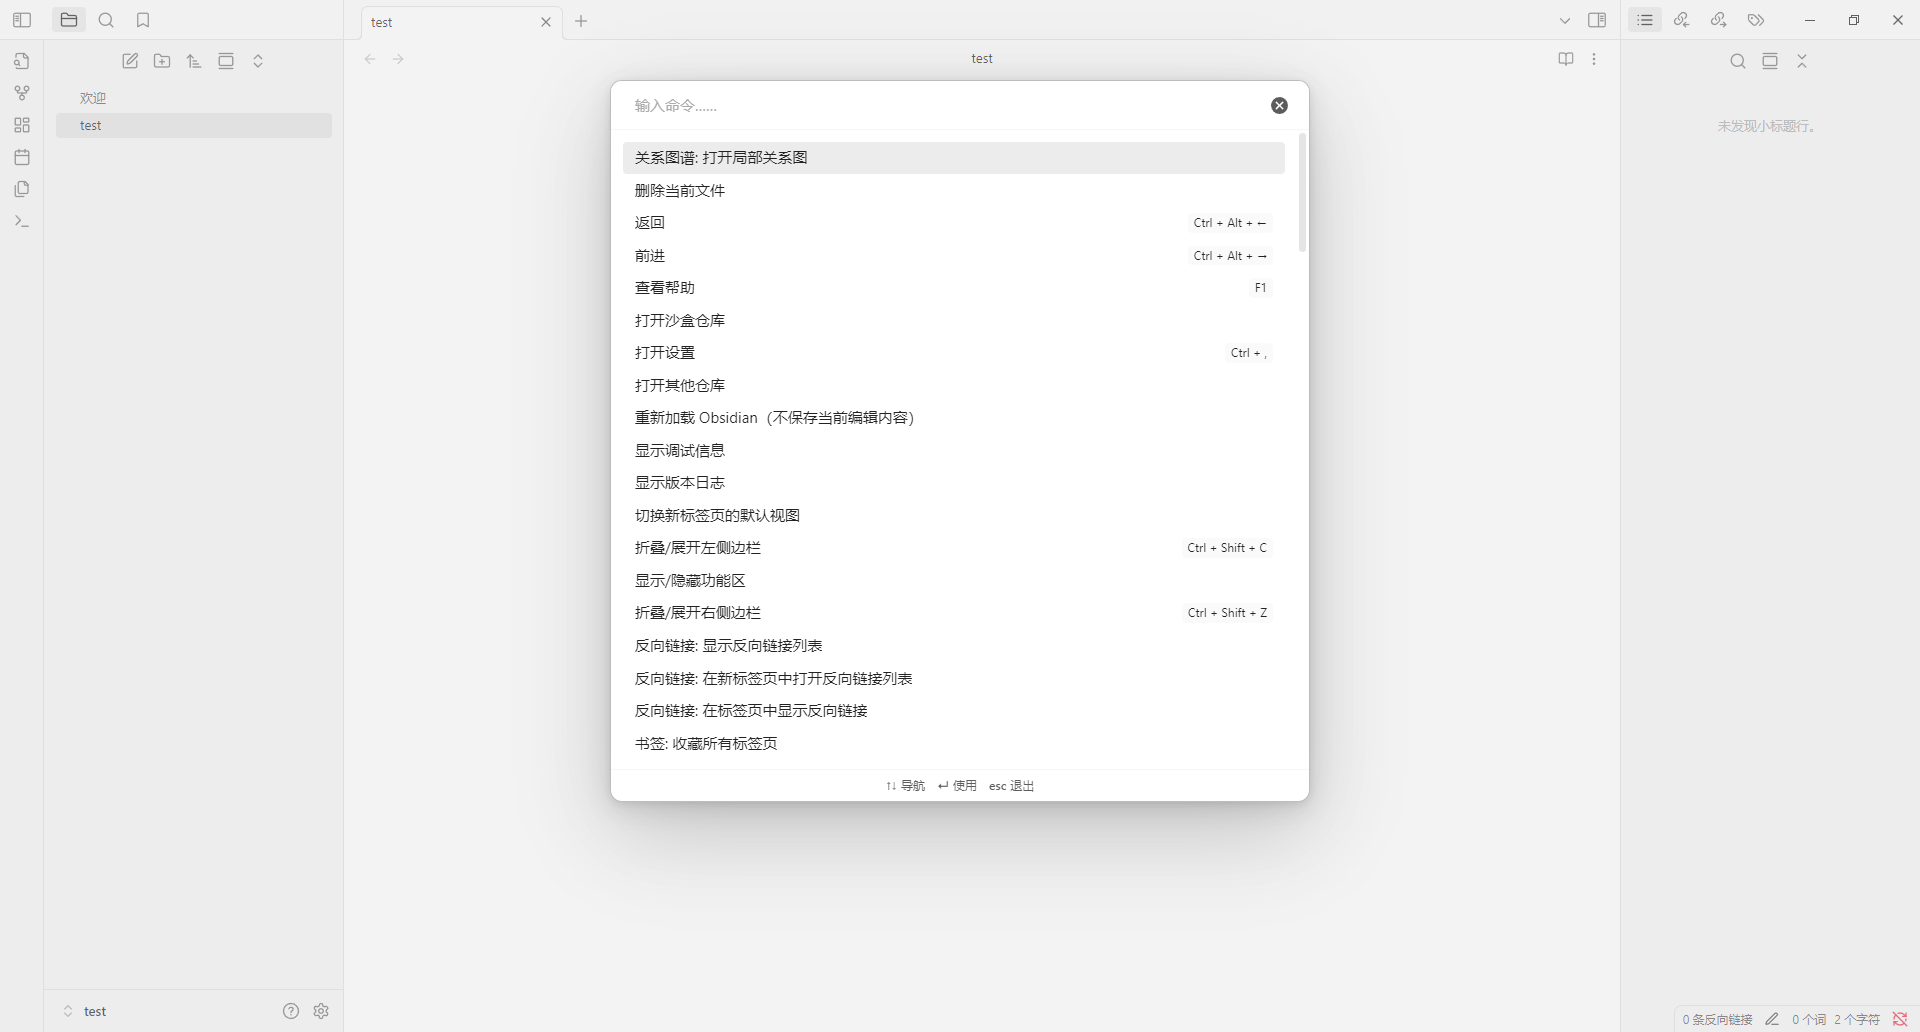 test
test
欢迎
test
未发现小标题行。
输入命令......
关系图谱: 打开局部关系图
删除当前文件
返回 Ctrl + Alt + ←
前进 Ctrl + Alt + →
查看帮助 F1
打开沙盒仓库
打开设置 Ctrl + ,
打开其他仓库
重新加载 Obsidian（不保存当前编辑内容）
显示调试信息
显示版本日志
切换新标签页的默认视图
折叠/展开左侧边栏 Ctrl + Shift + C
显示/隐藏功能区
折叠/展开右侧边栏 Ctrl + Shift + Z
反向链接: 显示反向链接列表
反向链接: 在新标签页中打开反向链接列表
反向链接: 在标签页中显示反向链接
书签: 收藏所有标签页
↑↓ 导航 ↵ 使用 esc 退出
test
0 条反向链接 0 个词 2 个字符